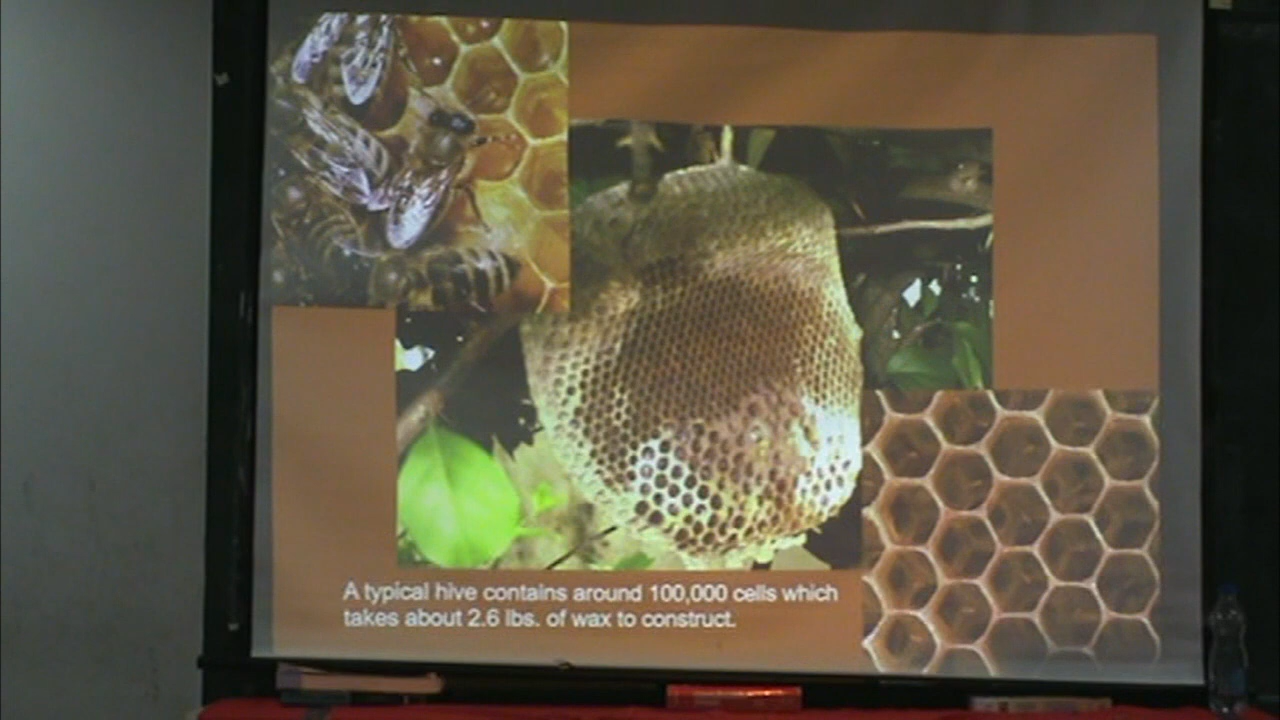 A typical hive contains around 100,000 cells which
takes about 2.6 lbs. of wax to construct.